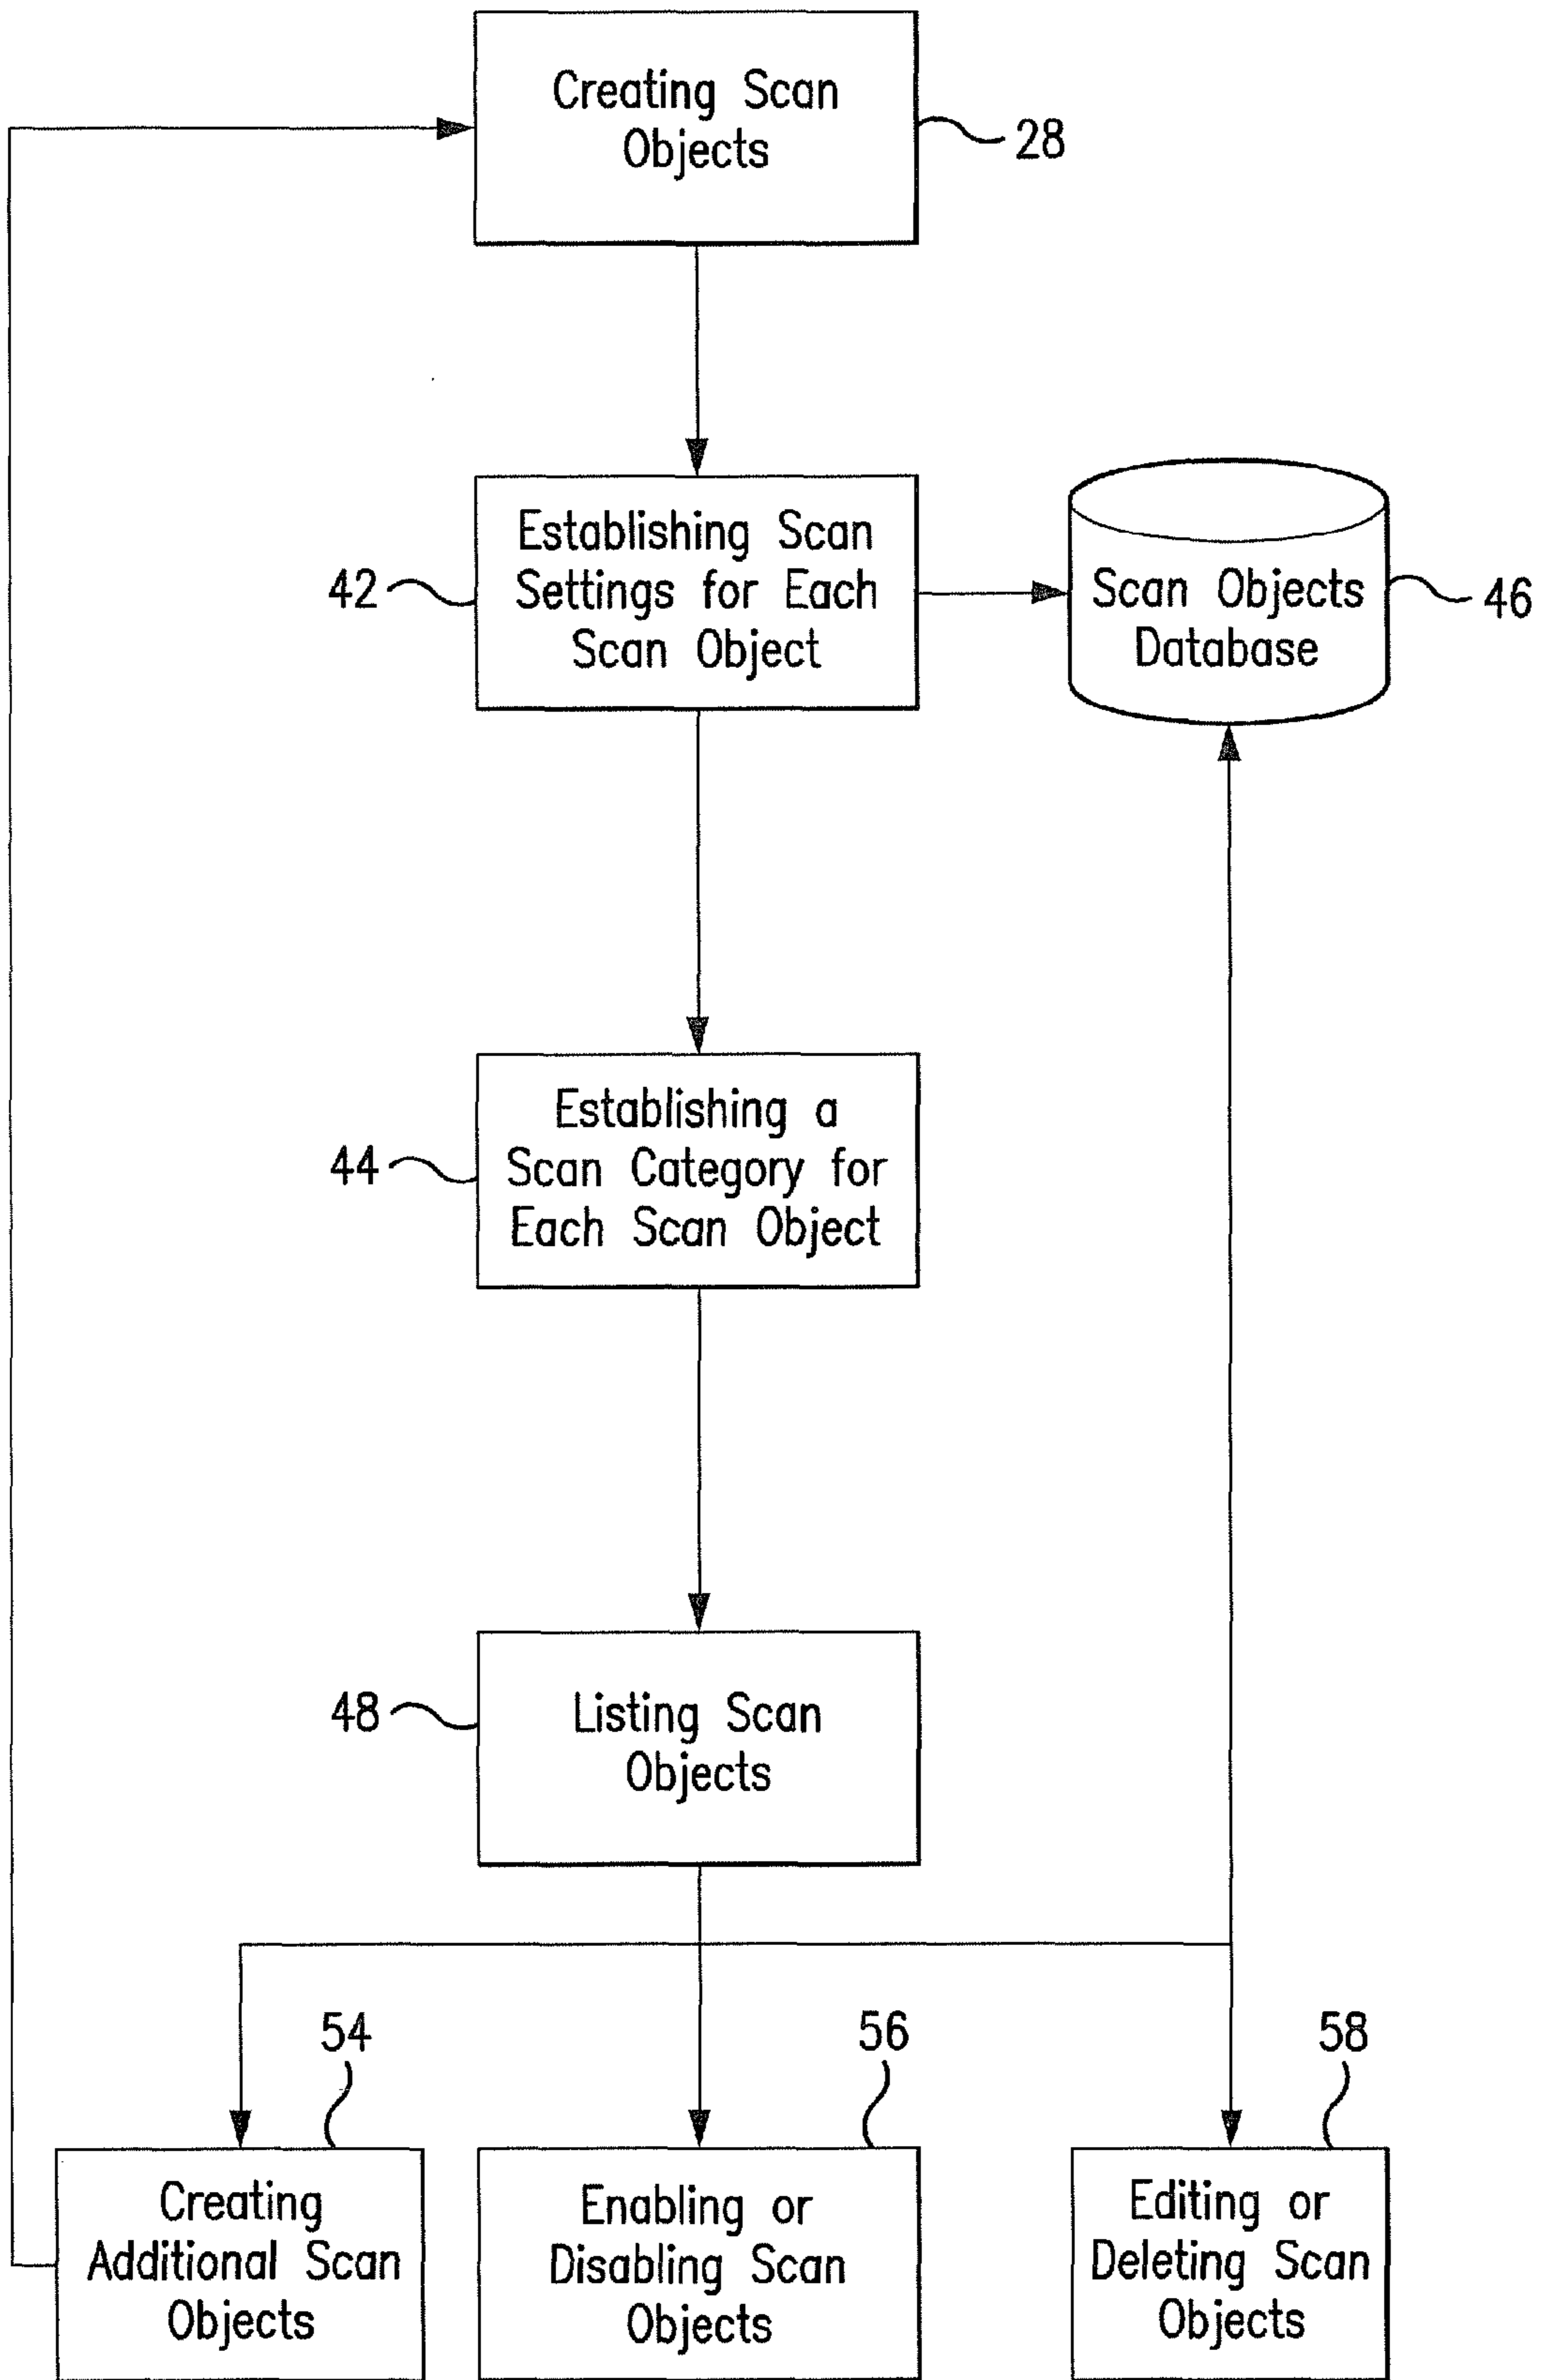 Creating Scan
Objects
28
Establishing Scan
Settings for Each
Scan Object
42
Scan Objects
Database
46
Establishing a
Scan Category for
Each Scan Object
44
Listing Scan
Objects
48
54
56
58
Creating
Additional Scan
Objects
Enabling or
Disabling Scan
Objects
Editing or
Deleting Scan
Objects